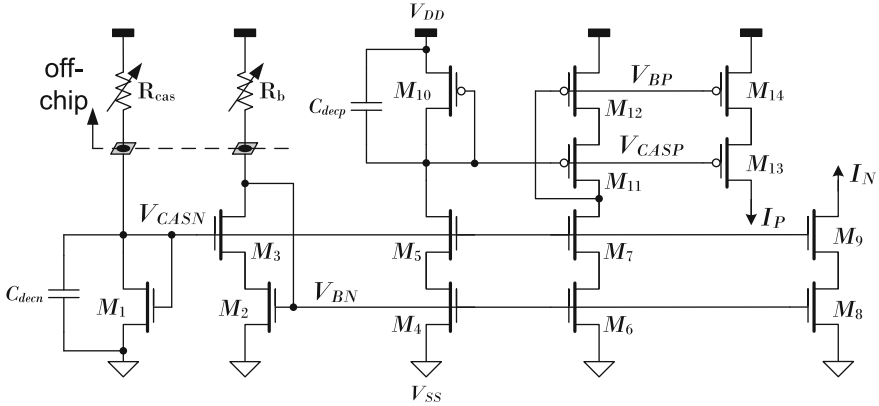 V_DD
off-
chip
R_cas
R_b
C_decp
M_10
V_BP
M_12
M_14
V_CASP
M_11
M_13
I_N
I_P
V_CASN
M_3
M_5
M_7
M_9
C_decn
M_1
M_2
V_BN
M_4
M_6
M_8
V_SS